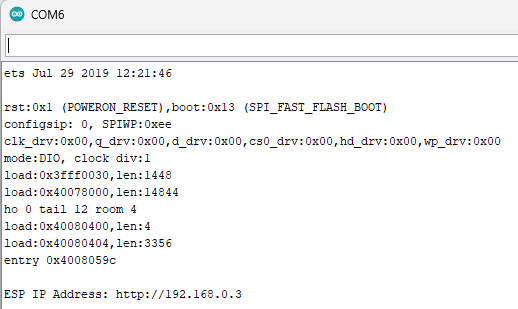 COM6
ets Jul 29 2019 12:21:46
rst:0x1 (POWERON_RESET),boot:0x13 (SPI_FAST_FLASH_BOOT)
configsip: 0, SPIWP:0xee
clk_drv:0x00,q_drv:0x00,d_drv:0x00,cs0_drv:0x00,hd_drv:0x00,wp_drv:0x00
mode:DIO, clock div:1
load:0x3fff0030,len:1448
load:0x40078000,len:14844
ho 0 tail 12 room 4
load:0x40080400,len:4
load:0x40080404,len:3356
entry 0x4008059c
ESP IP Address: http://192.168.0.3